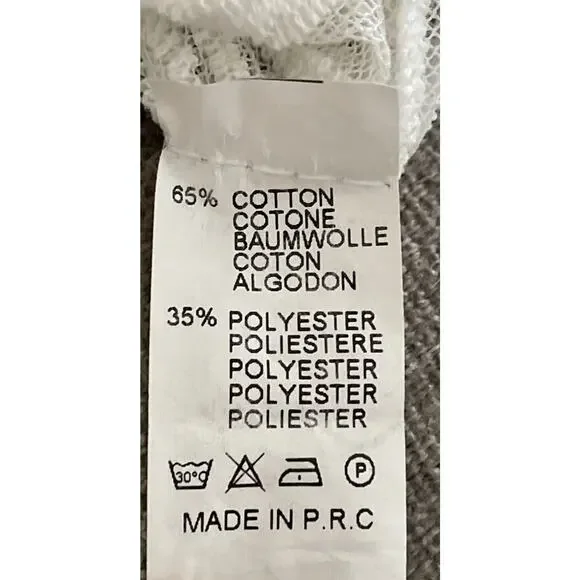 65% COTTON
COTONE
BAUMWOLLE
COTON
ALGODON
35% POLYESTER
POLIESTERE
POLYESTER
POLYESTER
POLIESTER
30°C P
MADE IN P.R.C